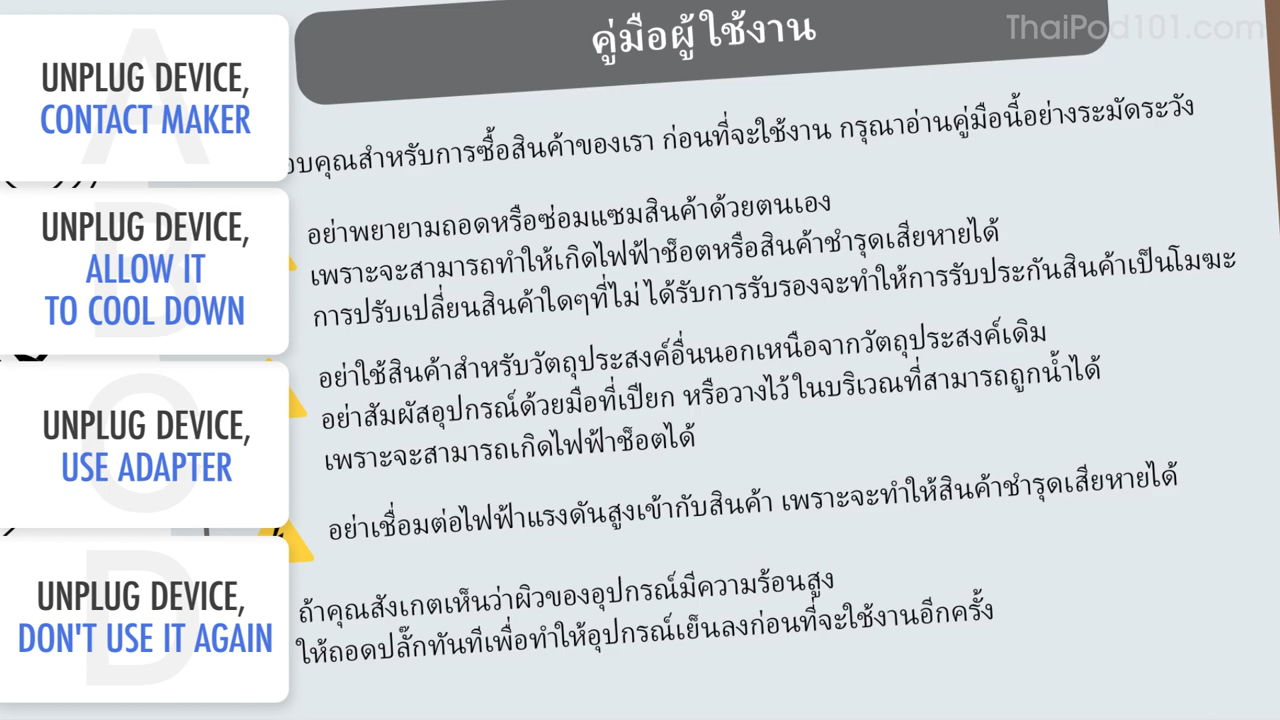 คู่มือผู้ใช้งาน
ThaiPod101.com
UNPLUG DEVICE,
CONTACT MAKER
UNPLUG DEVICE,
ALLOW IT
TO COOL DOWN
UNPLUG DEVICE,
USE ADAPTER
UNPLUG DEVICE,
DON'T USE IT AGAIN
A
B
C
D
อบคุณสำหรับการซื้อสินค้าของเรา ก่อนที่จะใช้งาน กรุณาอ่านคู่มือนี้อย่างระมัดระวัง
อย่าพยายามถอดหรือซ่อมแซมสินค้าด้วยตนเอง
เพราะจะสามารถทำให้เกิดไฟฟ้าช็อตหรือสินค้าชำรุดเสียหายได้
การปรับเปลี่ยนสินค้าใดๆที่ไม่ได้รับการรับรองจะทำให้การรับประกันสินค้าเป็นโมฆะ
อย่าใช้สินค้าสำหรับวัตถุประสงค์อื่นนอกเหนือจากวัตถุประสงค์เดิม
อย่าสัมผัสอุปกรณ์ด้วยมือที่เปียก หรือวางไว้ในบริเวณที่สามารถถูกน้ำได้
เพราะจะสามารถเกิดไฟฟ้าช็อตได้
อย่าเชื่อมต่อไฟฟ้าแรงดันสูงเข้ากับสินค้า เพราะจะทำให้สินค้าชำรุดเสียหายได้
ถ้าคุณสังเกตเห็นว่าผิวของอุปกรณ์มีความร้อนสูง
ให้ถอดปลั๊กทันทีเพื่อทำให้อุปกรณ์เย็นลงก่อนที่จะใช้งานอีกครั้ง